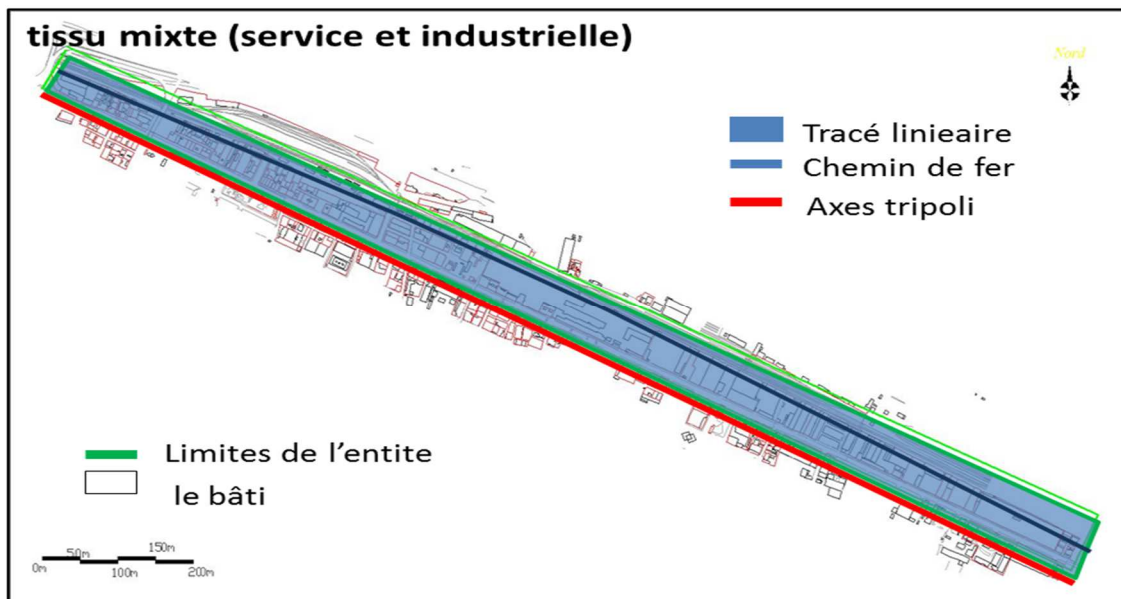 tissu mixte (service et industrielle)
Nord
Tracé linieaire
Chemin de fer
Axes tripoli
Limites de l'entite
le bâti
50m 150m
0m 100m 200m